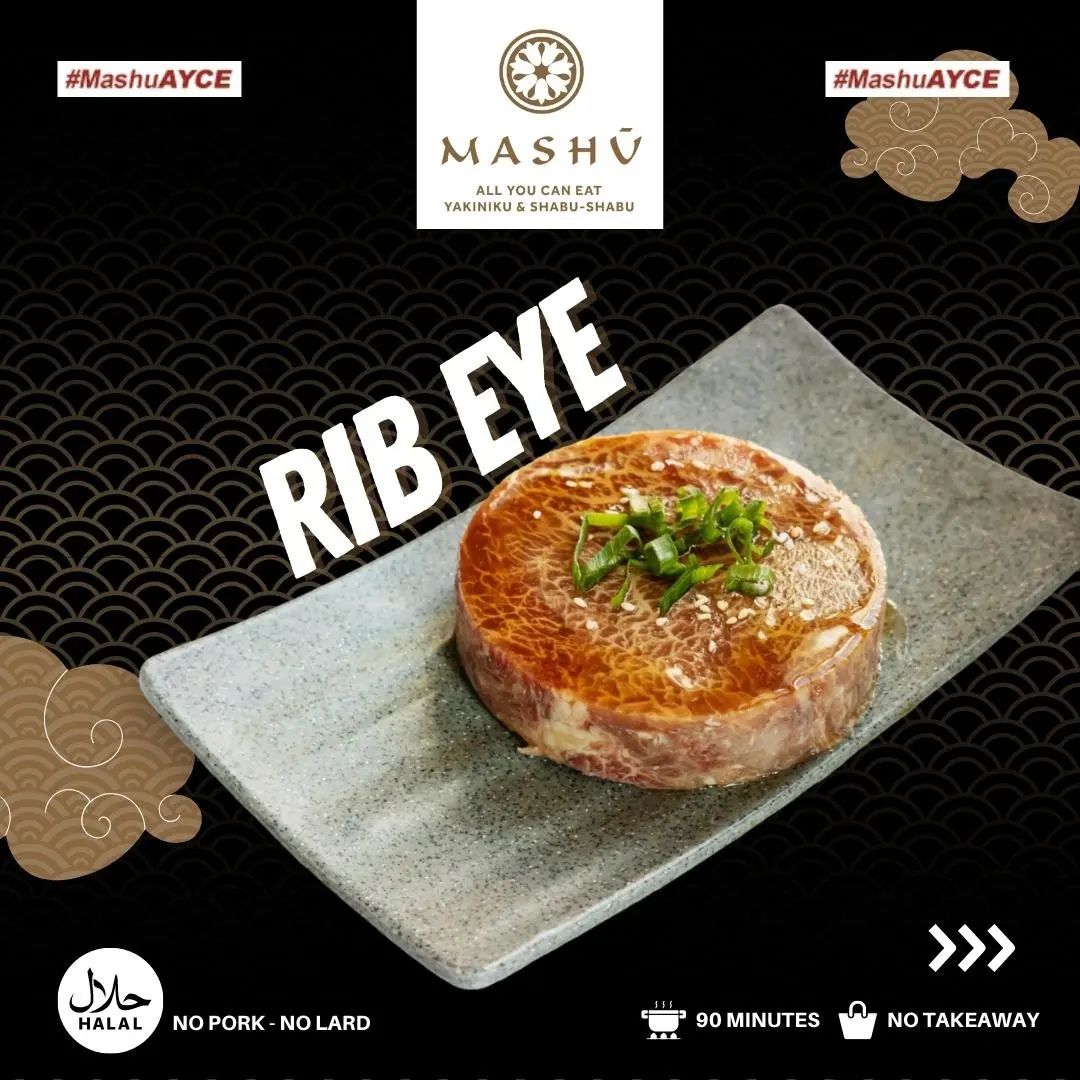 #MashuAYCE
#MashuAYCE
MASHŪ
ALL YOU CAN EAT
YAKINIKU & SHABU-SHABU
RIB EYE
حلال
HALAL
NO PORK - NO LARD
90 MINUTES
NO TAKEAWAY